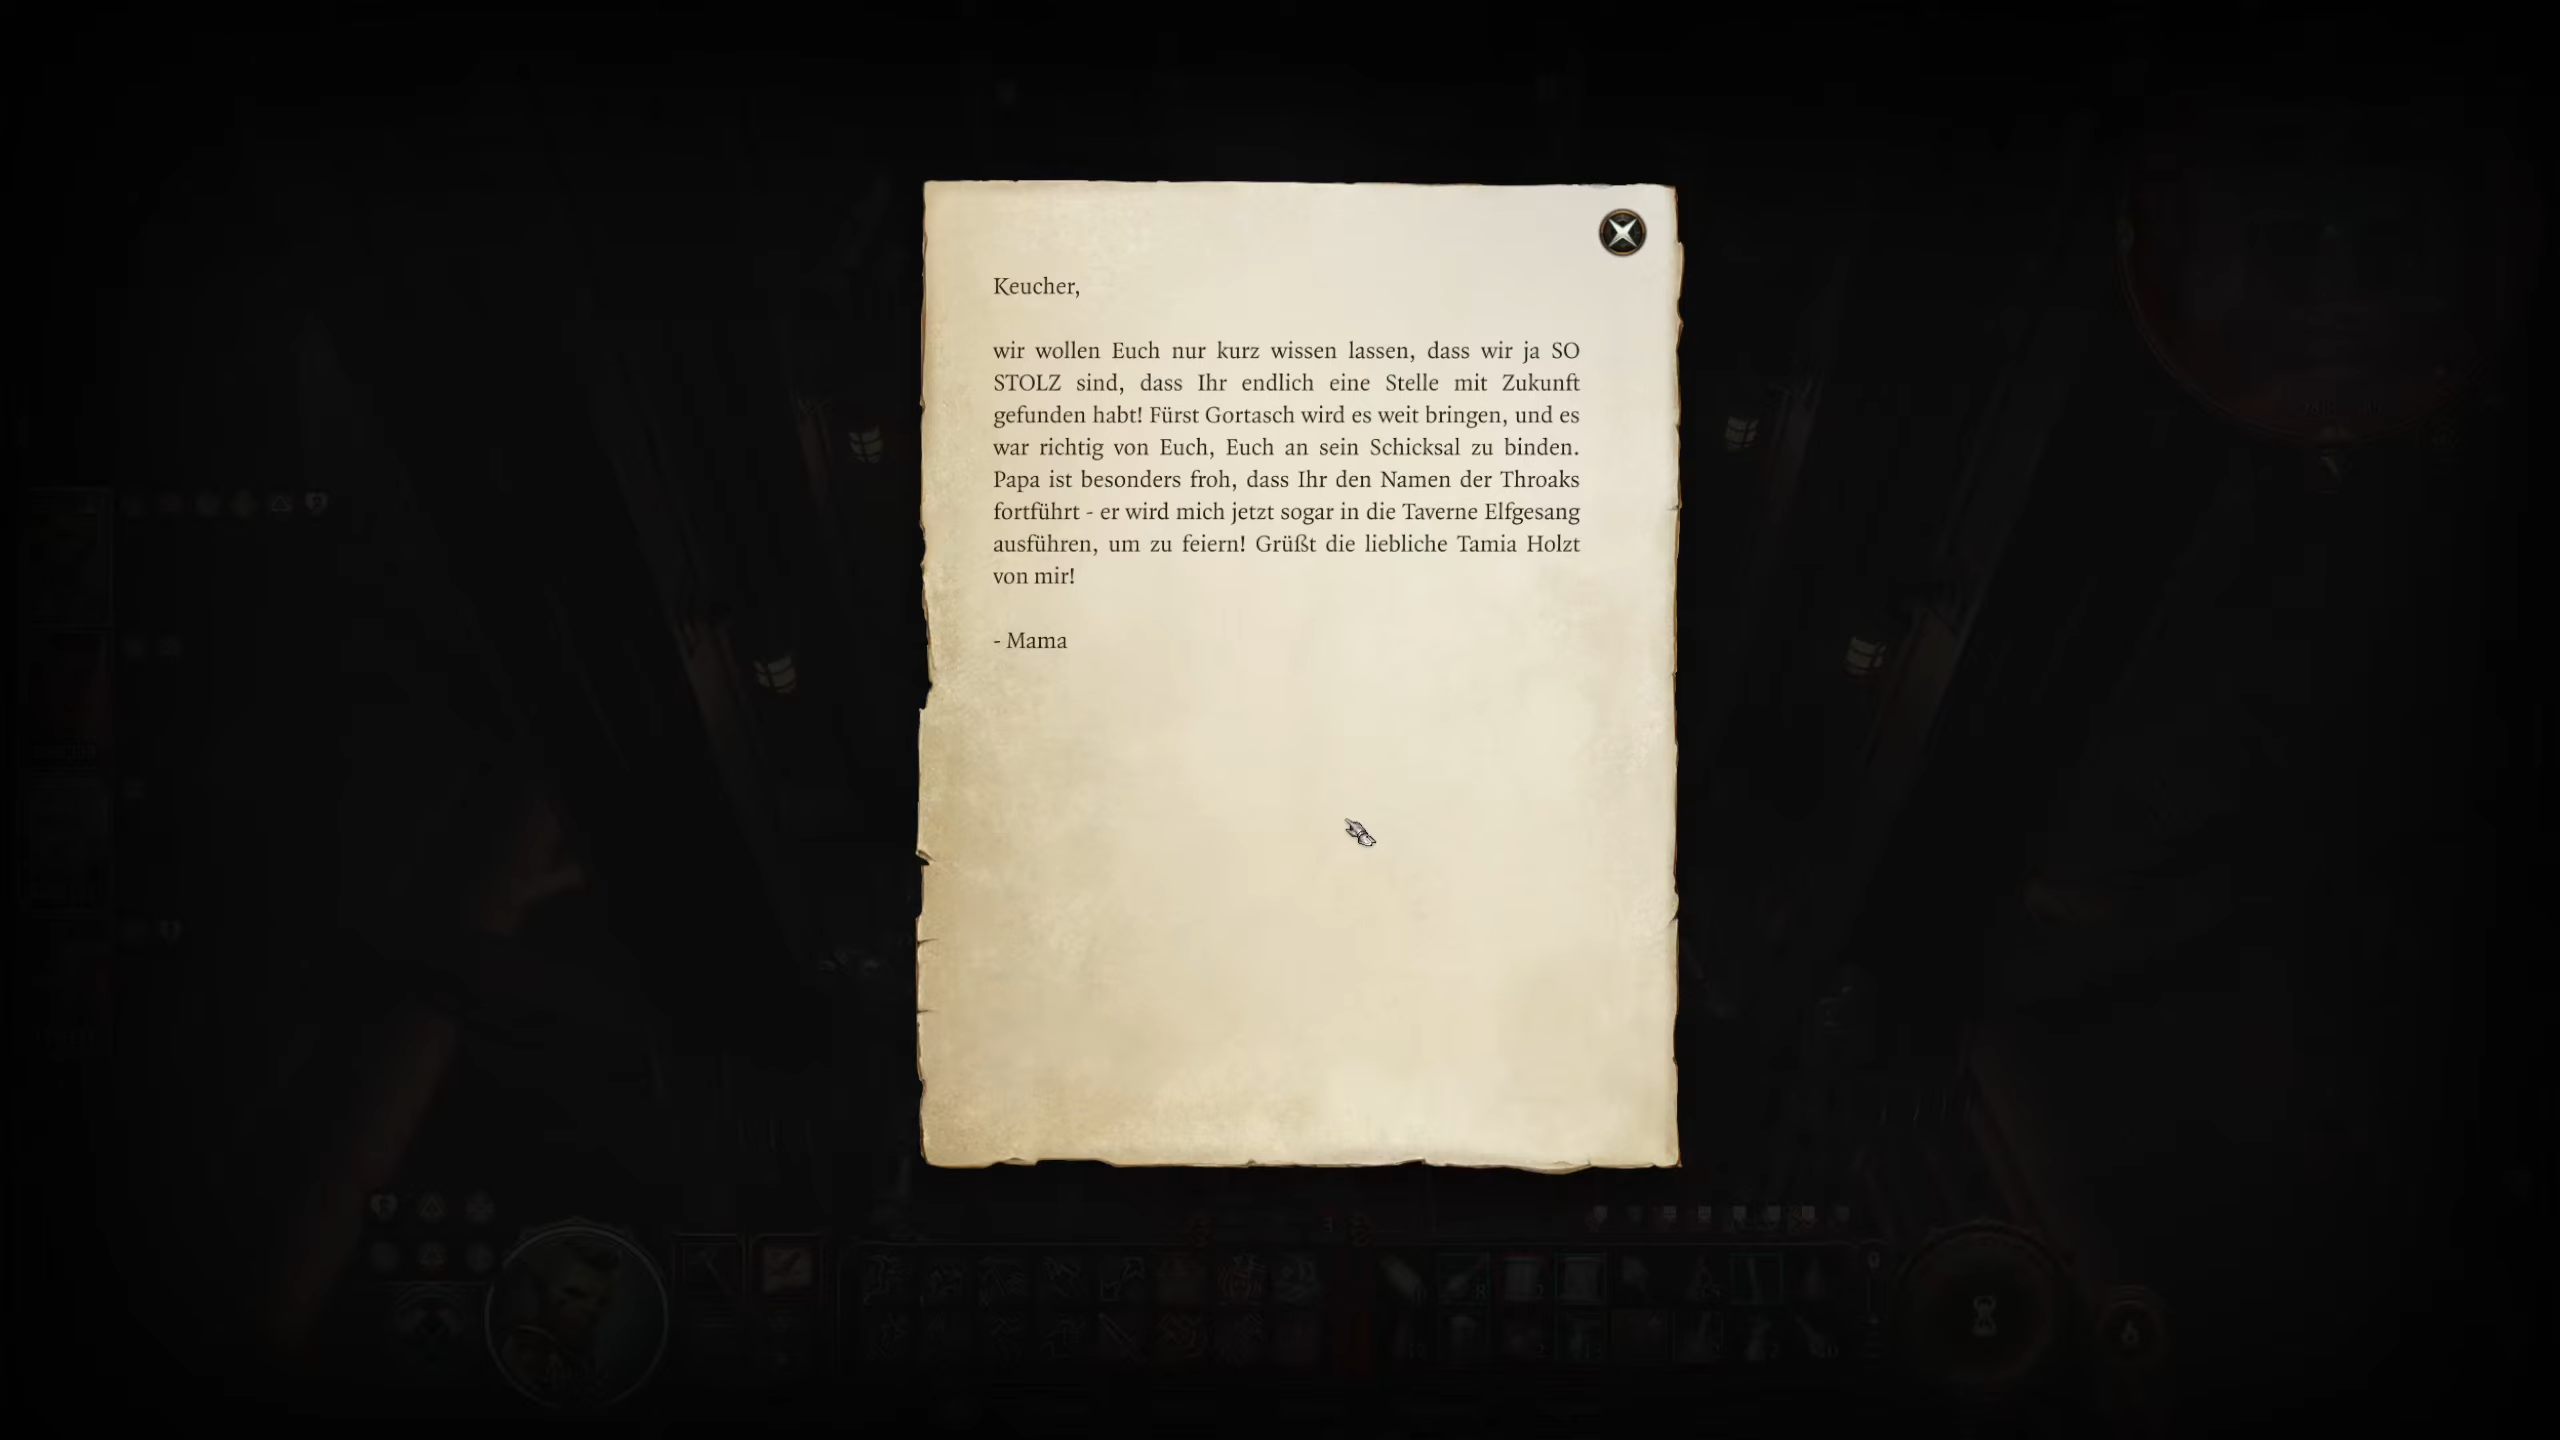 Keucher,
wir wollen Euch nur kurz wissen lassen, dass wir ja SO
STOLZ sind, dass Ihr endlich eine Stelle mit Zukunft
gefunden habt! Fürst Gortasch wird es weit bringen, und es
war richtig von Euch, Euch an sein Schicksal zu binden.
Papa ist besonders froh, dass Ihr den Namen der Throaks
fortführt - er wird mich jetzt sogar in die Taverne Elfgesang
ausführen, um zu feiern! Grüßt die liebliche Tamia Holzt
von mir!
- Mama